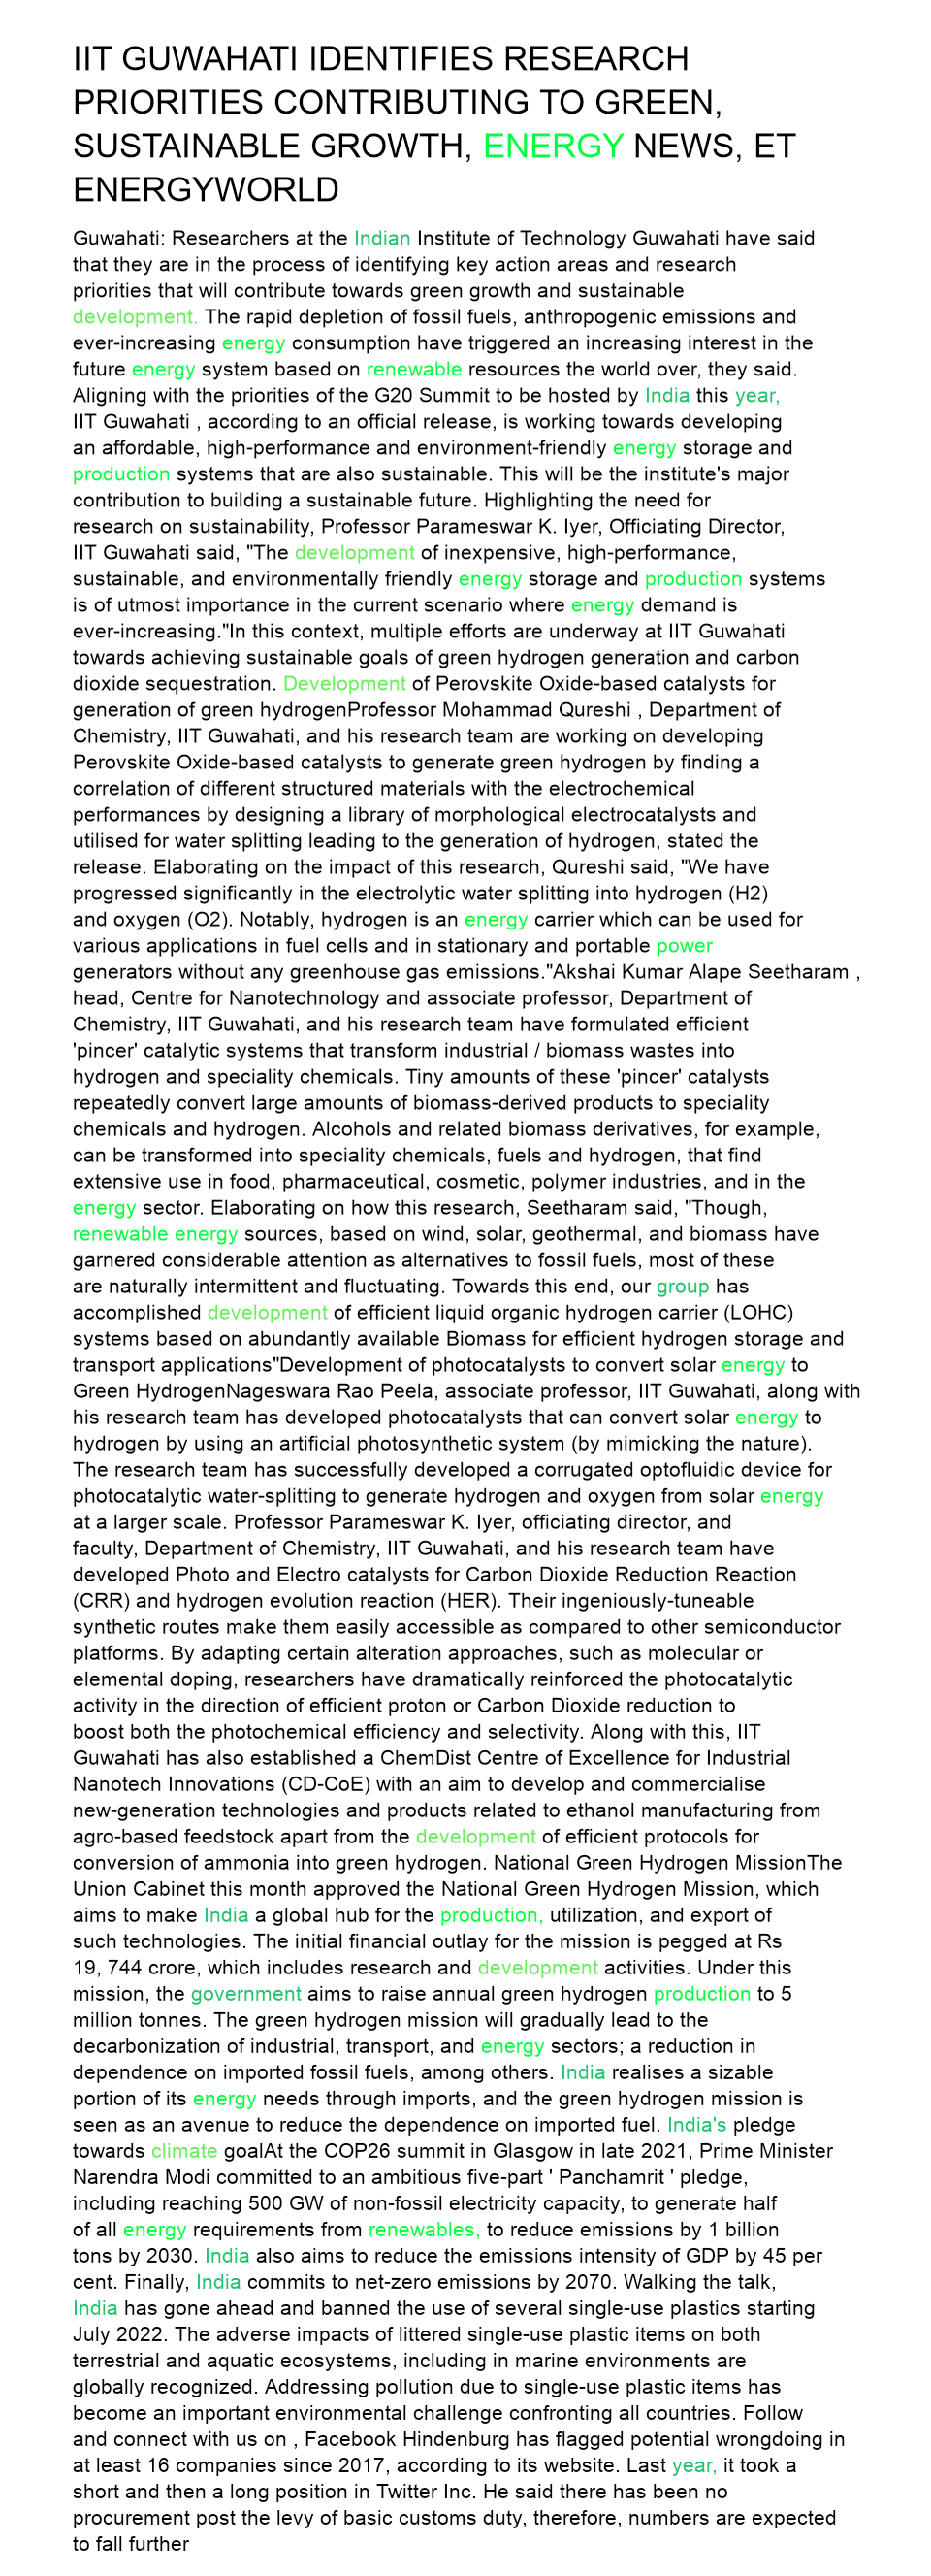 IIT GUWAHATI IDENTIFIES RESEARCH
PRIORITIES CONTRIBUTING TO GREEN,
SUSTAINABLE GROWTH, ENERGY NEWS, ET
ENERGYWORLD
Guwahati: Researchers at the Indian Institute of Technology Guwahati have said
that they are in the process of identifying key action areas and research
priorities that will contribute towards green growth and sustainable
development. The rapid depletion of fossil fuels, anthropogenic emissions and
ever-increasing energy consumption have triggered an increasing interest in the
future energy system based on renewable resources the world over, they said.
Aligning with the priorities of the G20 Summit to be hosted by India this year,
IIT Guwahati , according to an official release, is working towards developing
an affordable, high-performance and environment-friendly energy storage and
production systems that are also sustainable. This will be the institute's major
contribution to building a sustainable future. Highlighting the need for
research on sustainability, Professor Parameswar K. Iyer, Officiating Director,
IIT Guwahati said, "The development of inexpensive, high-performance,
sustainable, and environmentally friendly energy storage and production systems
is of utmost importance in the current scenario where energy demand is
ever-increasing."In this context, multiple efforts are underway at IIT Guwahati
towards achieving sustainable goals of green hydrogen generation and carbon
dioxide sequestration. Development of Perovskite Oxide-based catalysts for
generation of green hydrogenProfessor Mohammad Qureshi , Department of
Chemistry, IIT Guwahati, and his research team are working on developing
Perovskite Oxide-based catalysts to generate green hydrogen by finding a
correlation of different structured materials with the electrochemical
performances by designing a library of morphological electrocatalysts and
utilised for water splitting leading to the generation of hydrogen, stated the
release. Elaborating on the impact of this research, Qureshi said, "We have
progressed significantly in the electrolytic water splitting into hydrogen (H2)
and oxygen (O2). Notably, hydrogen is an energy carrier which can be used for
various applications in fuel cells and in stationary and portable power
generators without any greenhouse gas emissions."Akshai Kumar Alape Seetharam ,
head, Centre for Nanotechnology and associate professor, Department of
Chemistry, IIT Guwahati, and his research team have formulated efficient
'pincer' catalytic systems that transform industrial / biomass wastes into
hydrogen and speciality chemicals. Tiny amounts of these 'pincer' catalysts
repeatedly convert large amounts of biomass-derived products to speciality
chemicals and hydrogen. Alcohols and related biomass derivatives, for example,
can be transformed into speciality chemicals, fuels and hydrogen, that find
extensive use in food, pharmaceutical, cosmetic, polymer industries, and in the
energy sector. Elaborating on how this research, Seetharam said, "Though,
renewable energy sources, based on wind, solar, geothermal, and biomass have
garnered considerable attention as alternatives to fossil fuels, most of these
are naturally intermittent and fluctuating. Towards this end, our group has
accomplished development of efficient liquid organic hydrogen carrier (LOHC)
systems based on abundantly available Biomass for efficient hydrogen storage and
transport applications"Development of photocatalysts to convert solar energy to
Green HydrogenNageswara Rao Peela, associate professor, IIT Guwahati, along with
his research team has developed photocatalysts that can convert solar energy to
hydrogen by using an artificial photosynthetic system (by mimicking the nature).
The research team has successfully developed a corrugated optofluidic device for
photocatalytic water-splitting to generate hydrogen and oxygen from solar energy
at a larger scale. Professor Parameswar K. Iyer, officiating director, and
faculty, Department of Chemistry, IIT Guwahati, and his research team have
developed Photo and Electro catalysts for Carbon Dioxide Reduction Reaction
(CRR) and hydrogen evolution reaction (HER). Their ingeniously-tuneable
synthetic routes make them easily accessible as compared to other semiconductor
platforms. By adapting certain alteration approaches, such as molecular or
elemental doping, researchers have dramatically reinforced the photocatalytic
activity in the direction of efficient proton or Carbon Dioxide reduction to
boost both the photochemical efficiency and selectivity. Along with this, IIT
Guwahati has also established a ChemDist Centre of Excellence for Industrial
Nanotech Innovations (CD-CoE) with an aim to develop and commercialise
new-generation technologies and products related to ethanol manufacturing from
agro-based feedstock apart from the development of efficient protocols for
conversion of ammonia into green hydrogen. National Green Hydrogen MissionThe
Union Cabinet this month approved the National Green Hydrogen Mission, which
aims to make India a global hub for the production, utilization, and export of
such technologies. The initial financial outlay for the mission is pegged at Rs
19, 744 crore, which includes research and development activities. Under this
mission, the government aims to raise annual green hydrogen production to 5
million tonnes. The green hydrogen mission will gradually lead to the
decarbonization of industrial, transport, and energy sectors; a reduction in
dependence on imported fossil fuels, among others. India realises a sizable
portion of its energy needs through imports, and the green hydrogen mission is
seen as an avenue to reduce the dependence on imported fuel. India's pledge
towards climate goalAt the COP26 summit in Glasgow in late 2021, Prime Minister
Narendra Modi committed to an ambitious five-part ' Panchamrit ' pledge,
including reaching 500 GW of non-fossil electricity capacity, to generate half
of all energy requirements from renewables, to reduce emissions by 1 billion
tons by 2030. India also aims to reduce the emissions intensity of GDP by 45 per
cent. Finally, India commits to net-zero emissions by 2070. Walking the talk,
India has gone ahead and banned the use of several single-use plastics starting
July 2022. The adverse impacts of littered single-use plastic items on both
terrestrial and aquatic ecosystems, including in marine environments are
globally recognized. Addressing pollution due to single-use plastic items has
become an important environmental challenge confronting all countries. Follow
and connect with us on , Facebook Hindenburg has flagged potential wrongdoing in
at least 16 companies since 2017, according to its website. Last year, it took a
short and then a long position in Twitter Inc. He said there has been no
procurement post the levy of basic customs duty, therefore, numbers are expected
to fall further